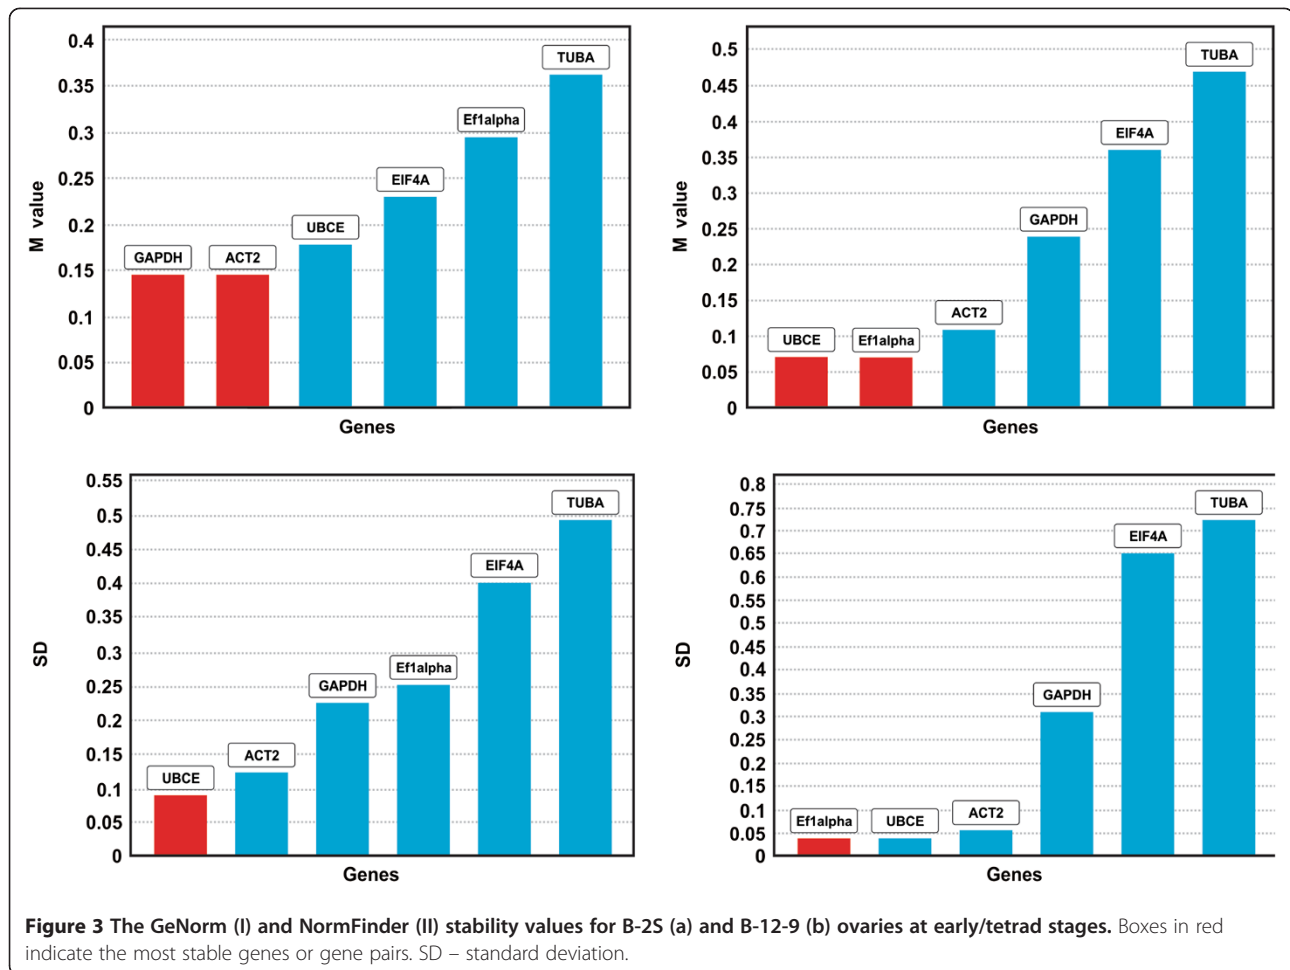 0.4
0.35
0.3
0.25
0.2
0.15
0.1
0.05
0
M value
GAPDH
ACT2
UBCE
EIF4A
Ef1alpha
TUBA
Genes
0.5
0.45
0.4
0.35
0.3
0.25
0.2
0.15
0.1
0.05
0
M value
UBCE
Ef1alpha
ACT2
GAPDH
EIF4A
TUBA
Genes
0.55
0.5
0.45
0.4
0.35
0.3
0.25
0.2
0.15
0.1
0.05
0
SD
UBCE
ACT2
GAPDH
Ef1alpha
EIF4A
TUBA
Genes
0.8
0.75
0.7
0.65
0.6
0.55
0.5
0.45
0.4
0.35
0.3
0.25
0.2
0.15
0.1
0.05
0
SD
Ef1alpha
UBCE
ACT2
GAPDH
EIF4A
TUBA
Genes
Figure 3 The GeNorm (I) and NormFinder (II) stability values for B-2S (a) and B-12-9 (b) ovaries at early/tetrad stages. Boxes in red
indicate the most stable genes or gene pairs. SD – standard deviation.